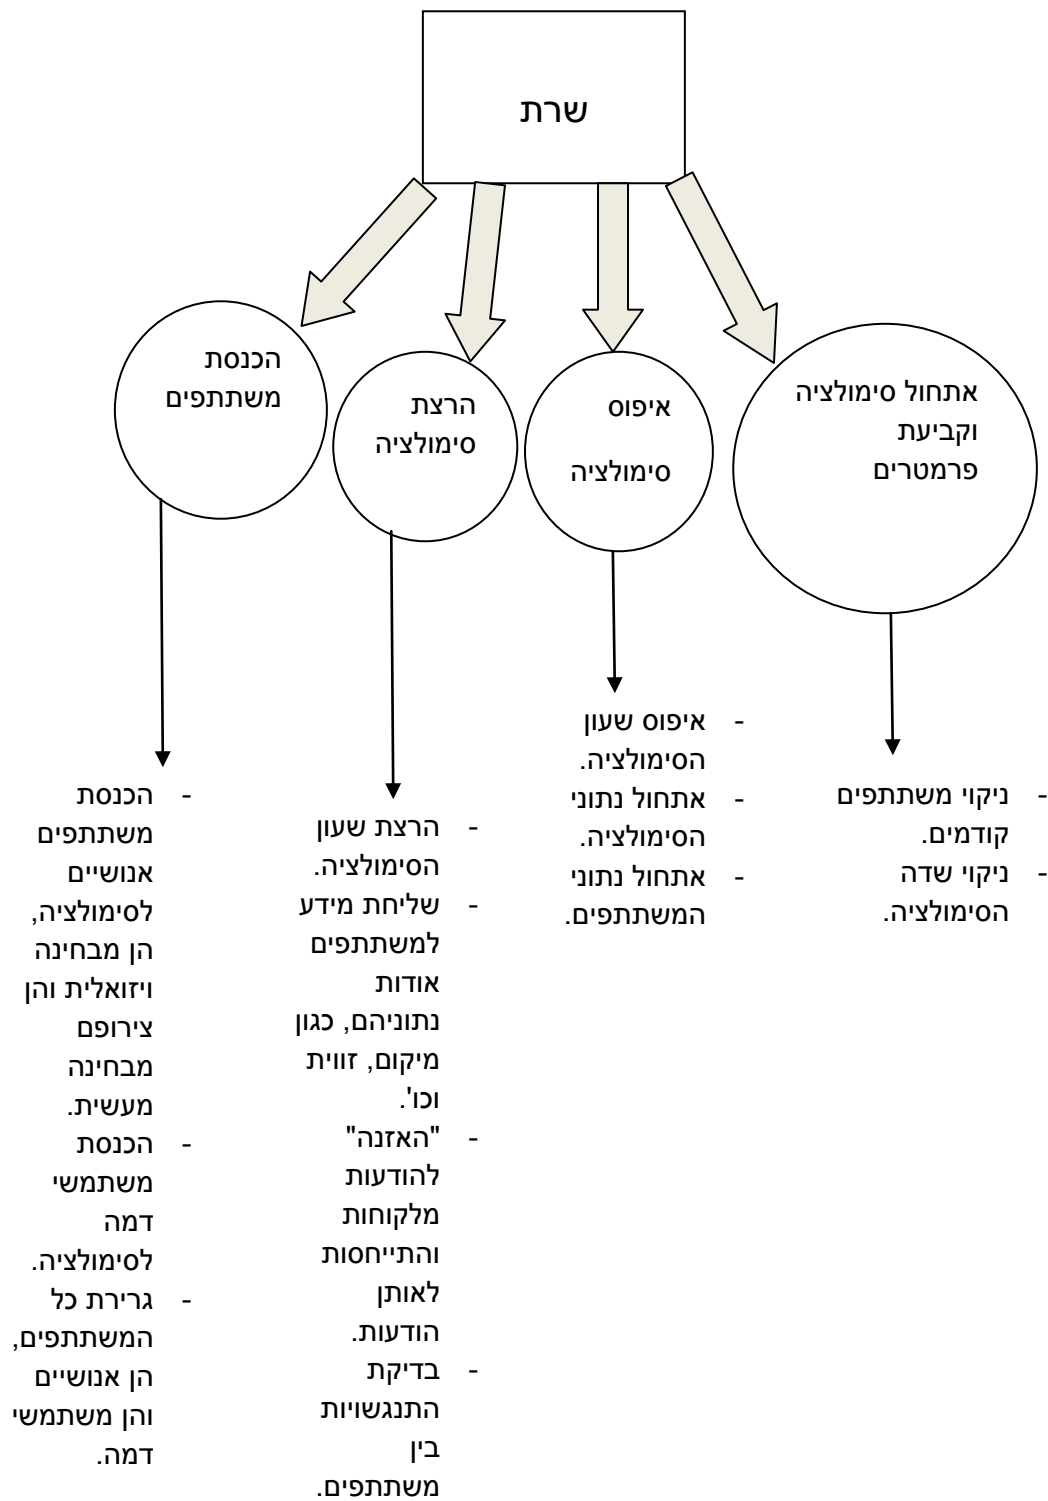 שרת
אתחול סימולציה
וקביעת
פרמטרים
איפוס
סימולציה
הרצת
סימולציה
הכנסת
משתתפים
- ניקוי משתתפים
קודמים.
- ניקוי שדה
הסימולציה.
- איפוס שעון
הסימולציה.
- אתחול נתוני
הסימולציה.
- אתחול נתוני
המשתתפים.
- הרצת שעון
הסימולציה.
- שליחת מידע
למשתתפים
אודות
נתוניהם, כגון
מיקום, זווית
וכו'.
- "האזנה"
להודעות
מלקוחות
והתייחסות
לאותן
הודעות.
- בדיקת
התנגשויות
בין
משתתפים.
- הכנסת
משתתפים
אנושיים
לסימולציה,
הן מבחינה
ויזואלית והן
צירופם
מבחינה
מעשית.
- הכנסת
משתמשי
דמה
לסימולציה.
- גרירת כל
המשתתפים,
הן אנושיים
והן משתמשי
דמה.